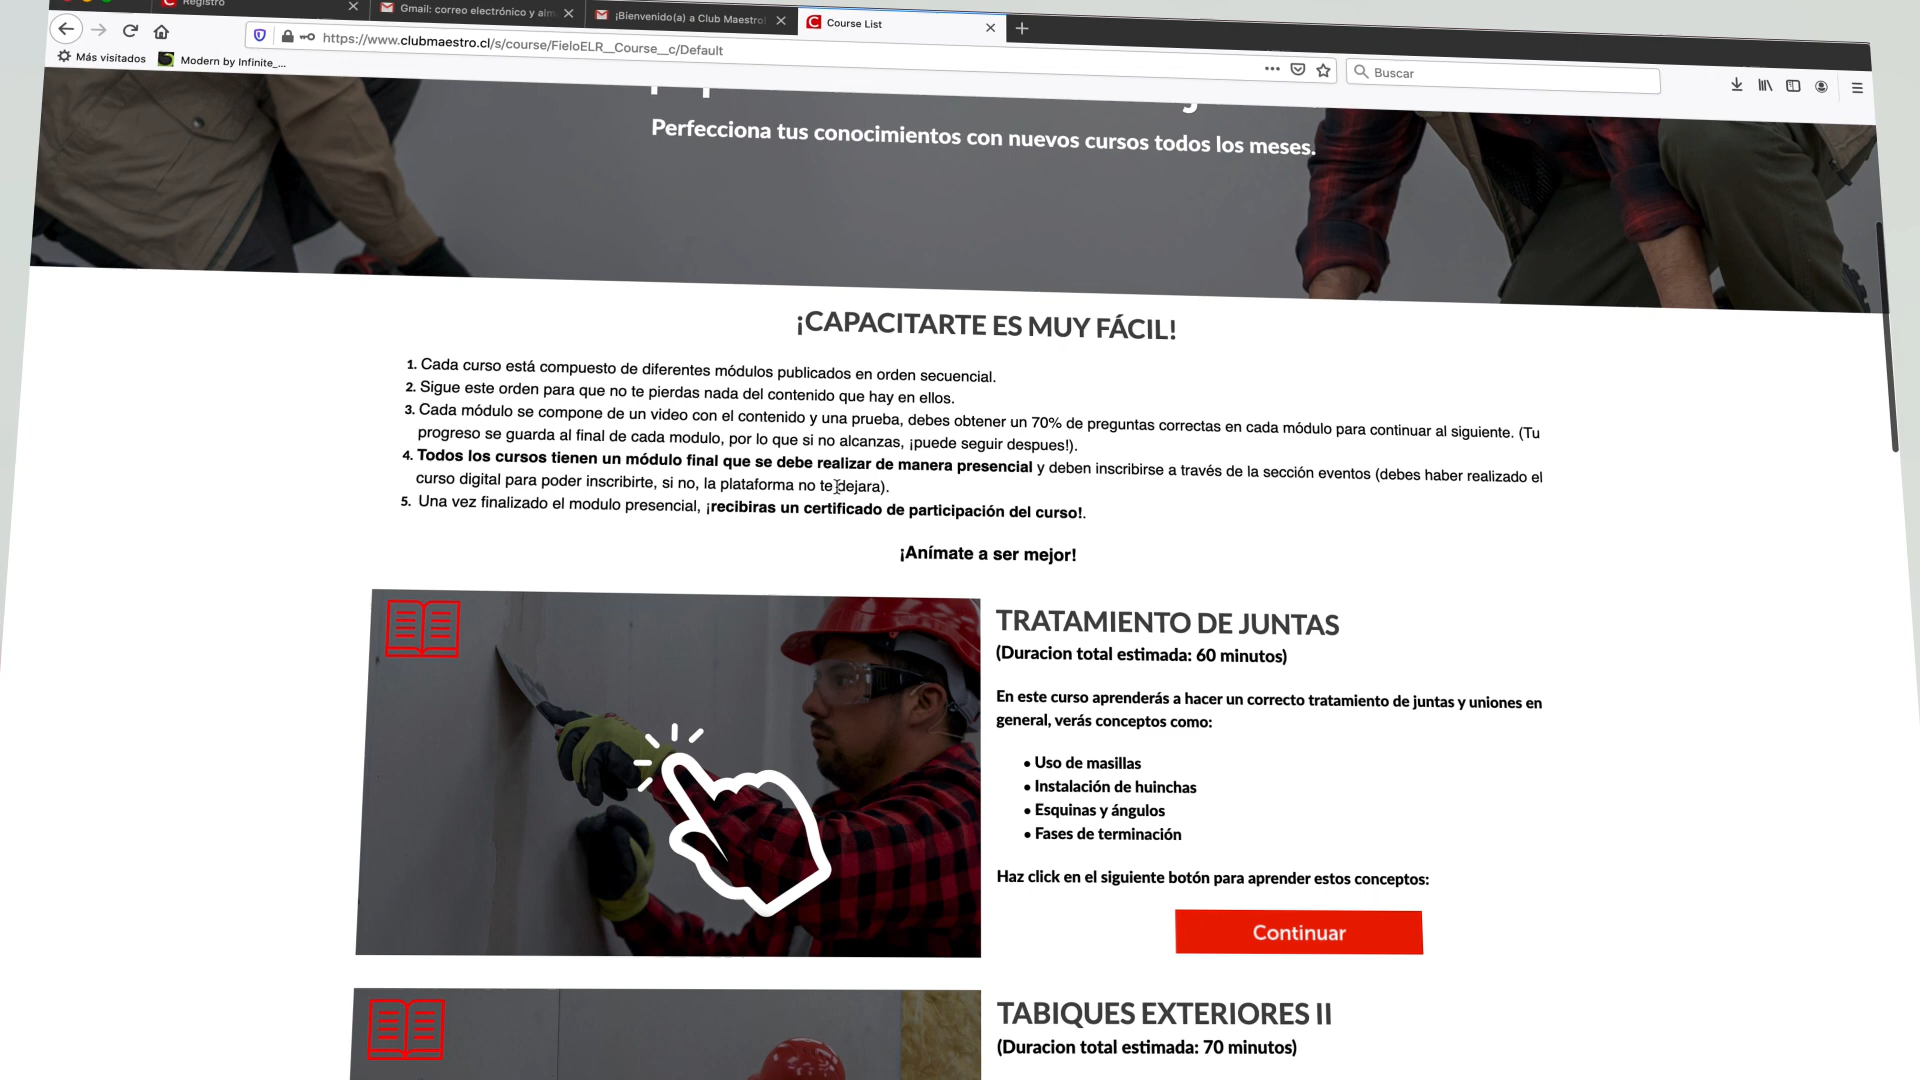 Registro
Gmail: correo electrónico y alm
¡Bienvenido(a) a Club Maestro!
Course List
https://www.clubmaestro.cl/s/course/FieloELR__Course__c/Default
Buscar
Más visitados
Modern by Infinite_...
Perfecciona tus conocimientos con nuevos cursos todos los meses.
¡CAPACITARTE ES MUY FÁCIL!
1. Cada curso está compuesto de diferentes módulos publicados en orden secuencial.
2. Sigue este orden para que no te pierdas nada del contenido que hay en ellos.
3. Cada módulo se compone de un video con el contenido y una prueba, debes obtener un 70% de preguntas correctas en cada módulo para continuar al siguiente. (Tu
progreso se guarda al final de cada modulo, por lo que si no alcanzas, ¡puede seguir despues!).
4. Todos los cursos tienen un módulo final que se debe realizar de manera presencial y deben inscribirse a través de la sección eventos (debes haber realizado el
curso digital para poder inscribirte, si no, la plataforma no te dejara).
5. Una vez finalizado el modulo presencial, ¡recibiras un certificado de participación del curso!.
¡Anímate a ser mejor!
TRATAMIENTO DE JUNTAS
(Duracion total estimada: 60 minutos)
En este curso aprenderás a hacer un correcto tratamiento de juntas y uniones en
general, verás conceptos como:
• Uso de masillas
• Instalación de huinchas
• Esquinas y ángulos
• Fases de terminación
Haz click en el siguiente botón para aprender estos conceptos:
Continuar
TABIQUES EXTERIORES II
(Duracion total estimada: 70 minutos)